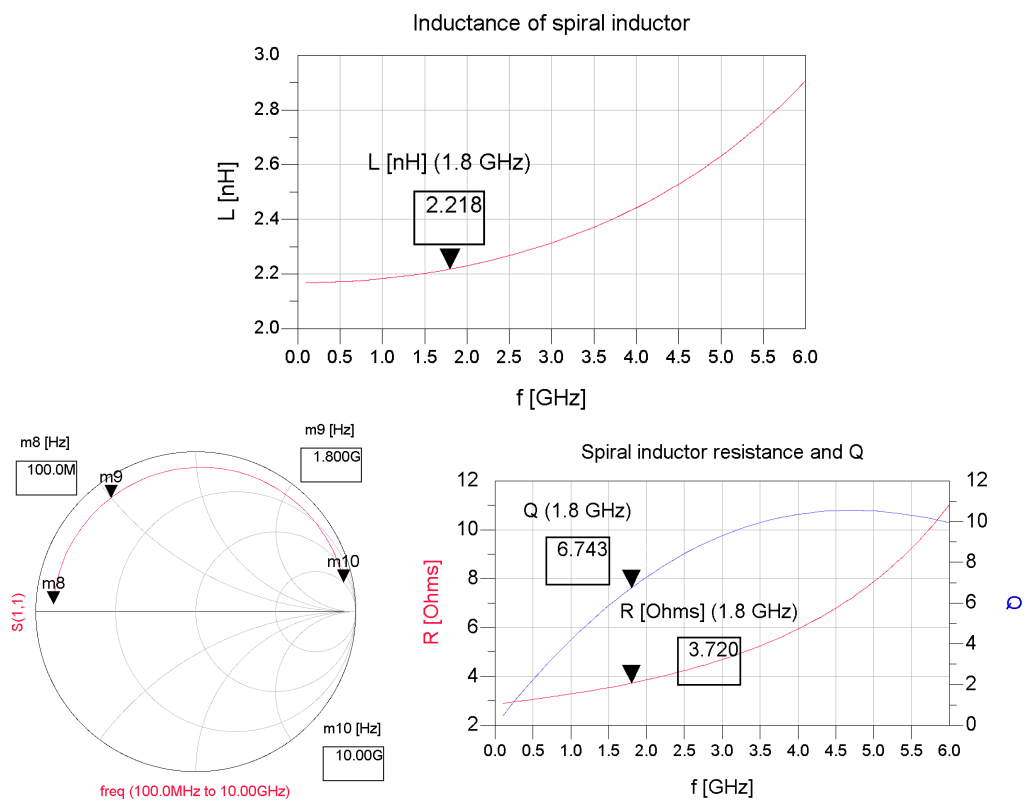 Inductance of spiral inductor
3.0
2.8
2.6
2.4
2.2
2.0
L [nH]
L [nH] (1.8 GHz)
2.218
0.0 0.5 1.0 1.5 2.0 2.5 3.0 3.5 4.0 4.5 5.0 5.5 6.0
f [GHz]
m8 [Hz]
100.0M
m9 [Hz]
1.800G
m9
m8
m10
S(1,1)
m10 [Hz]
10.00G
freq (100.0MHz to 10.00GHz)
Spiral inductor resistance and Q
12
10
8
6
4
2
R [Ohms]
Q (1.8 GHz)
6.743
R [Ohms] (1.8 GHz)
3.720
12
10
8
6
4
2
0
Q
0.0 0.5 1.0 1.5 2.0 2.5 3.0 3.5 4.0 4.5 5.0 5.5 6.0
f [GHz]